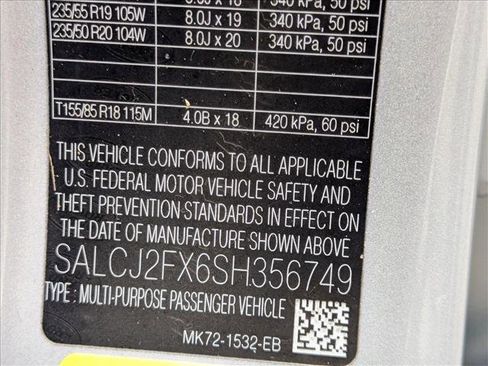 235/55 R19 105W 8.0J x 19 340 kPa, 50 psi
235/50 R20 104W 8.0J x 20 340 kPa, 50 psi
T155/85 R18 115M 4.0B x 18 420 kPa, 60 psi
THIS VEHICLE CONFORMS TO ALL APPLICABLE
U.S. FEDERAL MOTOR VEHICLE SAFETY AND
THEFT PREVENTION STANDARDS IN EFFECT ON
THE DATE OF MANUFACTURE SHOWN ABOVE
SALCJ2FX6SH356749
TYPE : MULTI-PURPOSE PASSENGER VEHICLE
MK72-1532-EB